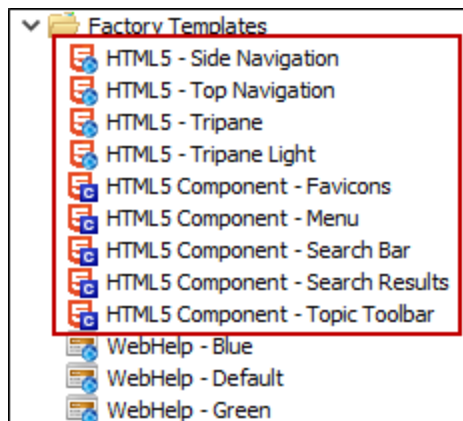 Factory Templates
HTML5 - Side Navigation
HTML5 - Top Navigation
HTML5 - Tripane
HTML5 - Tripane Light
HTML5 Component - Favicons
HTML5 Component - Menu
HTML5 Component - Search Bar
HTML5 Component - Search Results
HTML5 Component - Topic Toolbar
WebHelp - Blue
WebHelp - Default
WebHelp - Green